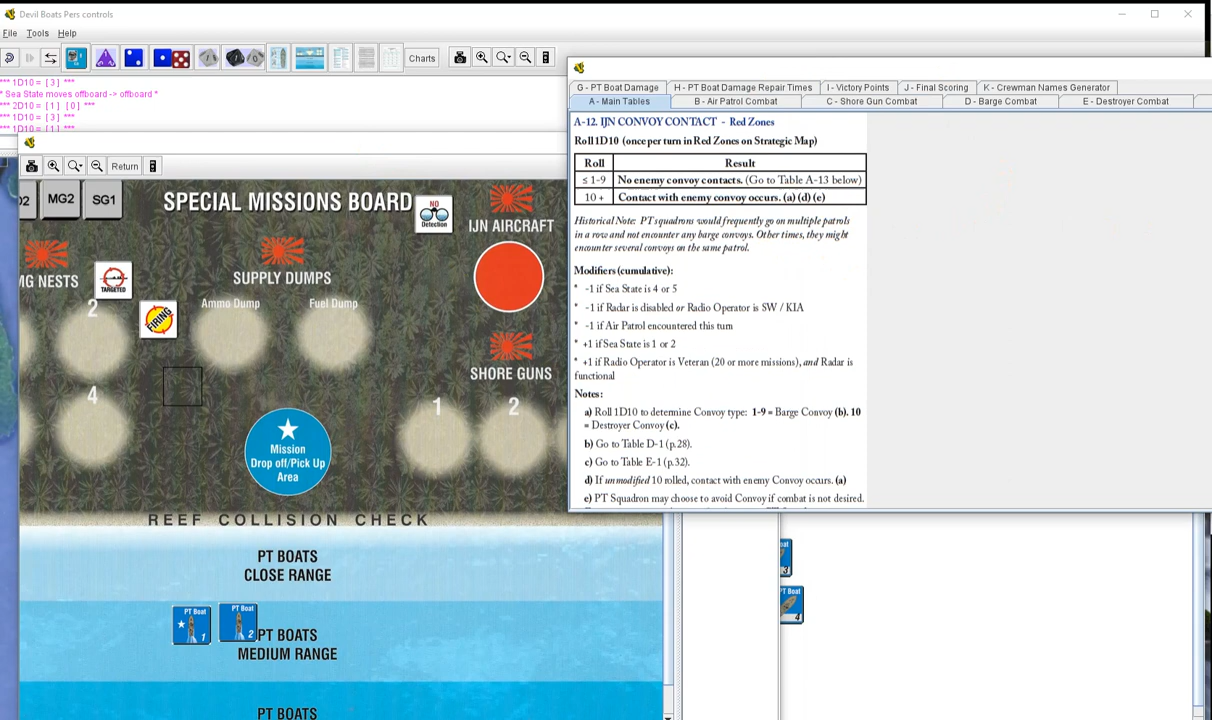 Devil Boats Pers controls
File Tools Help
Charts
*** 1D10 = [ 3 ] ***
* Sea State moves offboard -> offboard *
*** 2D10 = [ 1 ] [ 0 ] ***
*** 1D10 = [ 3 ] ***
*** 1D10 = [ 1 ] ***
Return
MG2
SG1
SPECIAL MISSIONS BOARD
NO
Detection
IJN AIRCRAFT
MG NESTS
TARGETED
SUPPLY DUMPS
2
FIRING
Ammo Dump
Fuel Dump
SHORE GUNS
4
1
2
Mission
Drop off/Pick Up
Area
REEF COLLISION CHECK
PT BOATS
CLOSE RANGE
PT Boat
1
PT Boat
2
PT BOATS
MEDIUM RANGE
PT BOATS
G - PT Boat Damage
H - PT Boat Damage Repair Times
I - Victory Points
J - Final Scoring
K - Crewman Names Generator
A - Main Tables
B - Air Patrol Combat
C - Shore Gun Combat
D - Barge Combat
E - Destroyer Combat
A-12. IJN CONVOY CONTACT - Red Zones
Roll 1D10 (once per turn in Red Zones on Strategic Map)
Roll Result
≤ 1-9 No enemy convoy contacts. (Go to Table A-13 below)
10 + Contact with enemy convoy occurs. (a) (d) (e)
Historical Note: PT squadrons would frequently go on multiple patrols
in a row and not encounter any barge convoys. Other times, they might
encounter several convoys on the same patrol.
Modifiers (cumulative):
* -1 if Sea State is 4 or 5
* -1 if Radar is disabled or Radio Operator is SW / KIA
* -1 if Air Patrol encountered this turn
* +1 if Sea State is 1 or 2
* +1 if Radio Operator is Veteran (20 or more missions), and Radar is
functional
Notes:
a) Roll 1D10 to determine Convoy type: 1-9 = Barge Convoy (b). 10
= Destroyer Convoy (c).
b) Go to Table D-1 (p.28).
c) Go to Table E-1 (p.32).
d) If unmodified 10 rolled, contact with enemy Convoy occurs. (a)
e) PT Squadron may choose to avoid Convoy if combat is not desired.
3
PT Boat
4